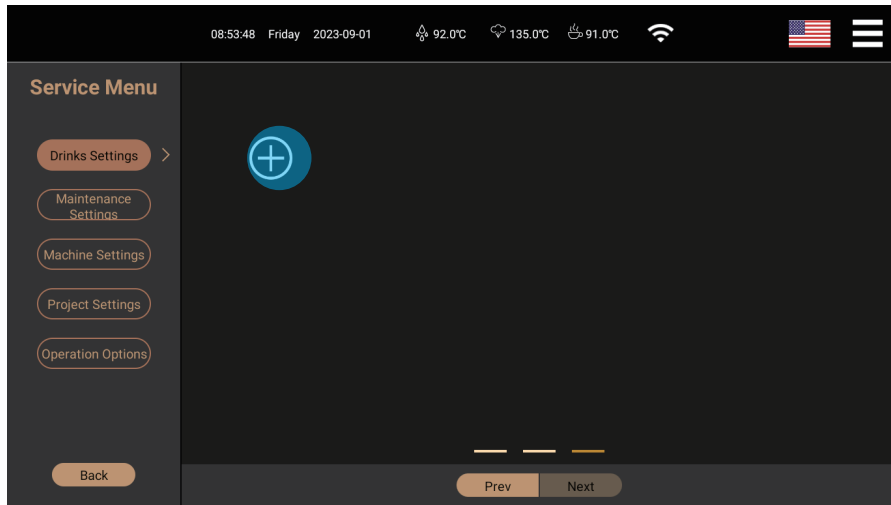 08:53:48 Friday 2023-09-01 92.0℃ 135.0℃ 91.0℃
Service Menu
Drinks Settings
Maintenance
Settings
Machine Settings
Project Settings
Operation Options
Back
Prev Next